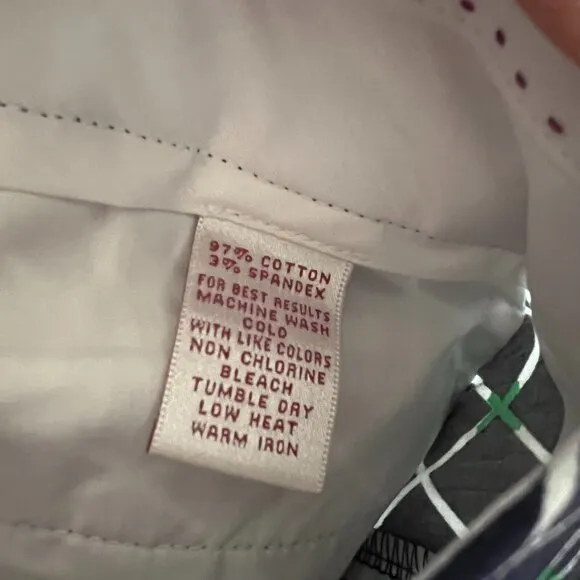 97% COTTON
3% SPANDEX
FOR BEST RESULTS
MACHINE WASH
COLD
WITH LIKE COLORS
NON CHLORINE
BLEACH
TUMBLE DRY
LOW HEAT
WARM IRON